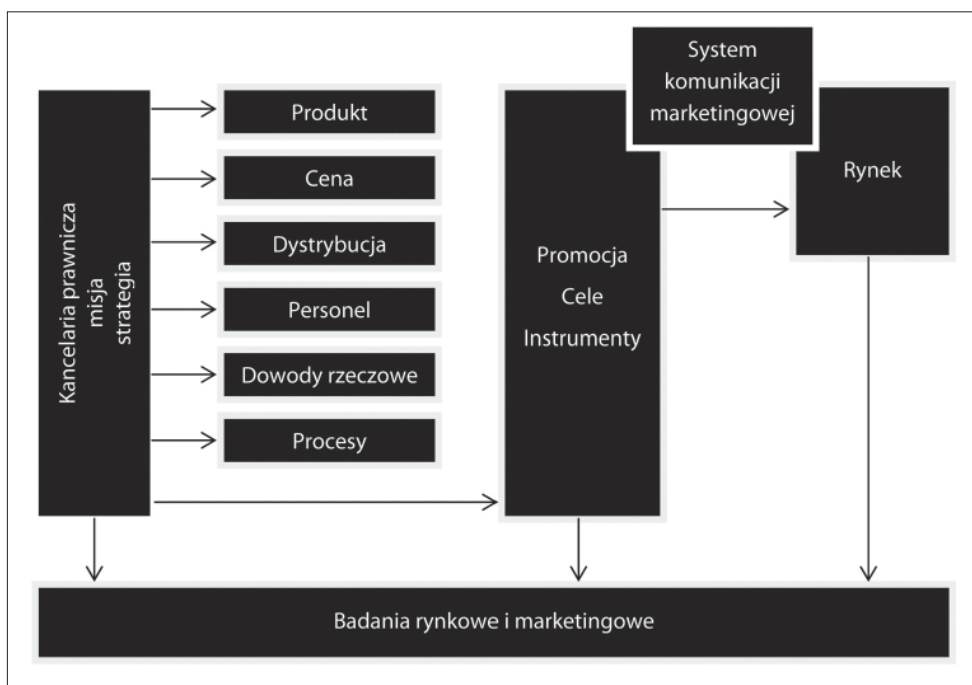 Kancelaria prawnicza
misja
strategia
Produkt
Cena
Dystrybucja
Personel
Dowody rzeczowe
Procesy
Promocja
Cele
Instrumenty
System
komunikacji
marketingowej
Rynek
Badania rynkowe i marketingowe